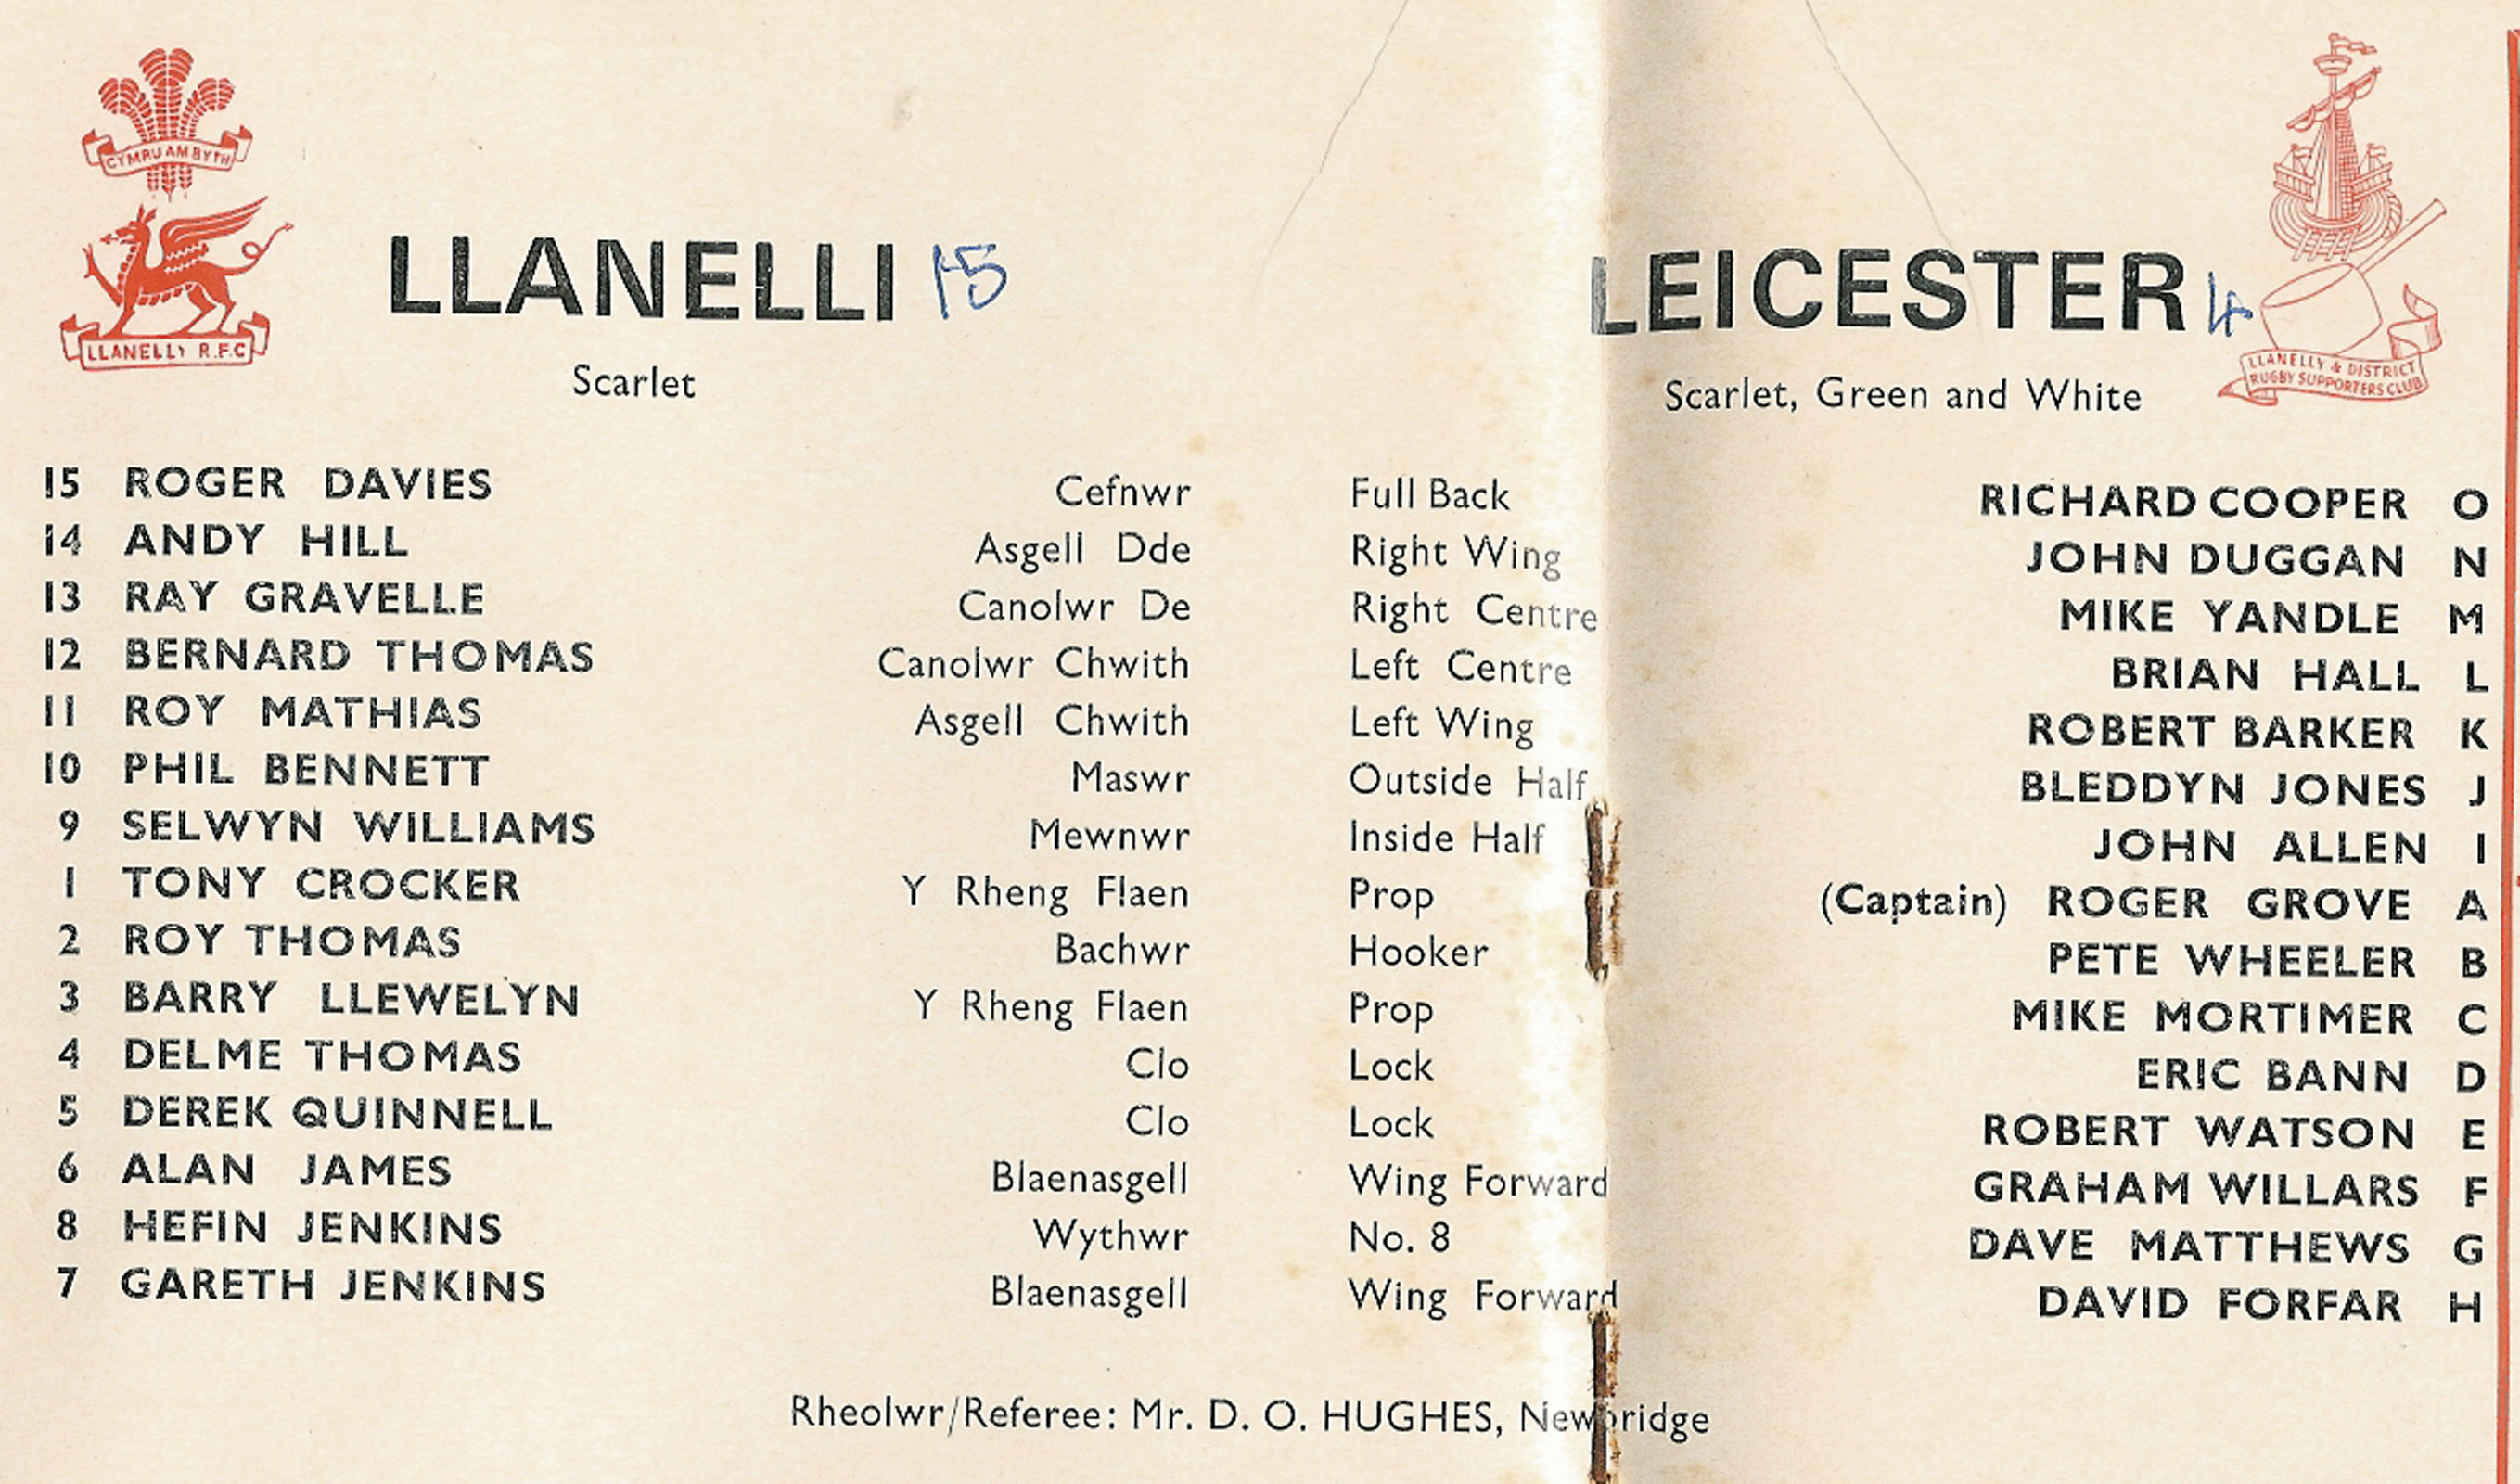 CYMRU AM BYTH
LLANELLY R.F.C
LLANELLI 15
Scarlet
LEICESTER 4
Scarlet, Green and White
LLANELLY & DISTRICT
RUGBY SUPPORTERS CLUB
15 ROGER DAVIES Cefnwr Full Back RICHARD COOPER O
14 ANDY HILL Asgell Dde Right Wing JOHN DUGGAN N
13 RAY GRAVELLE Canolwr De Right Centre MIKE YANDLE M
12 BERNARD THOMAS Canolwr Chwith Left Centre BRIAN HALL L
11 ROY MATHIAS Asgell Chwith Left Wing ROBERT BARKER K
10 PHIL BENNETT Maswr Outside Half BLEDDYN JONES J
9 SELWYN WILLIAMS Mewnwr Inside Half JOHN ALLEN I
1 TONY CROCKER Y Rheng Flaen Prop (Captain) ROGER GROVE A
2 ROY THOMAS Bachwr Hooker PETE WHEELER B
3 BARRY LLEWELYN Y Rheng Flaen Prop MIKE MORTIMER C
4 DELME THOMAS Clo Lock ERIC BANN D
5 DEREK QUINNELL Clo Lock ROBERT WATSON E
6 ALAN JAMES Blaenasgell Wing Forward GRAHAM WILLARS F
8 HEFIN JENKINS Wythwr No. 8 DAVE MATTHEWS G
7 GARETH JENKINS Blaenasgell Wing Forward DAVID FORFAR H
Rheolwr/Referee: Mr. D. O. HUGHES, Newbridge